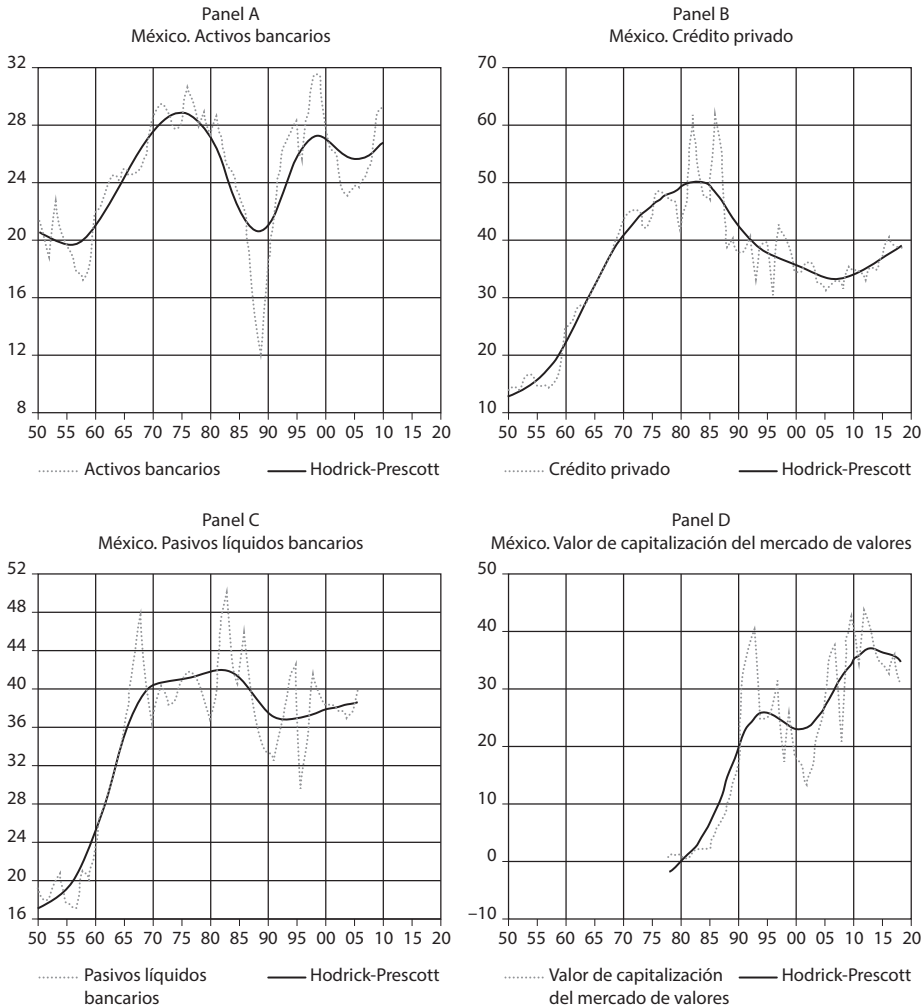 Panel A
México. Activos bancarios
32
28
24
20
16
12
8
50 55 60 65 70 75 80 85 90 95 00 05 10 15 20
Activos bancarios Hodrick-Prescott
Panel B
México. Crédito privado
70
60
50
40
30
20
10
50 55 60 65 70 75 80 85 90 95 00 05 10 15 20
Crédito privado Hodrick-Prescott
Panel C
México. Pasivos líquidos bancarios
52
48
44
40
36
32
28
24
20
16
50 55 60 65 70 75 80 85 90 95 00 05 10 15 20
Pasivos líquidos Hodrick-Prescott
bancarios
Panel D
México. Valor de capitalización del mercado de valores
50
40
30
20
10
0
–10
50 55 60 65 70 75 80 85 90 95 00 05 10 15 20
Valor de capitalización Hodrick-Prescott
del mercado de valores